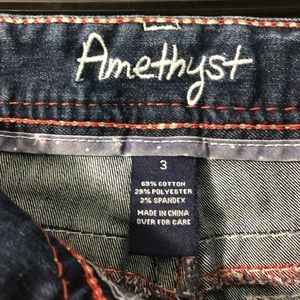 Amethyst
3
69% COTTON
29% POLYESTER
2% SPANDEX
MADE IN CHINA
OVER FOR CARE